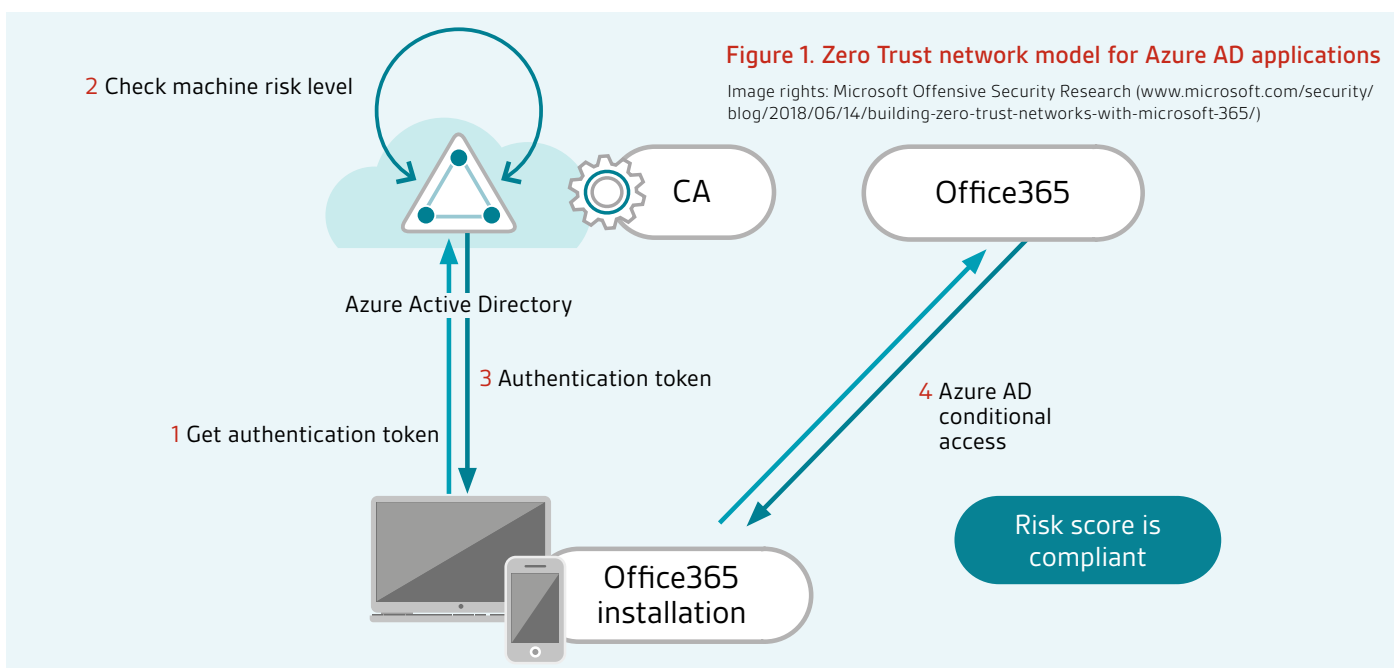 Figure 1. Zero Trust network model for Azure AD applications
Image rights: Microsoft Offensive Security Research (www.microsoft.com/security/
blog/2018/06/14/building-zero-trust-networks-with-microsoft-365/)
2 Check machine risk level
CA
Office365
Azure Active Directory
3 Authentication token
1 Get authentication token
4 Azure AD
conditional
access
Risk score is
compliant
Office365
installation